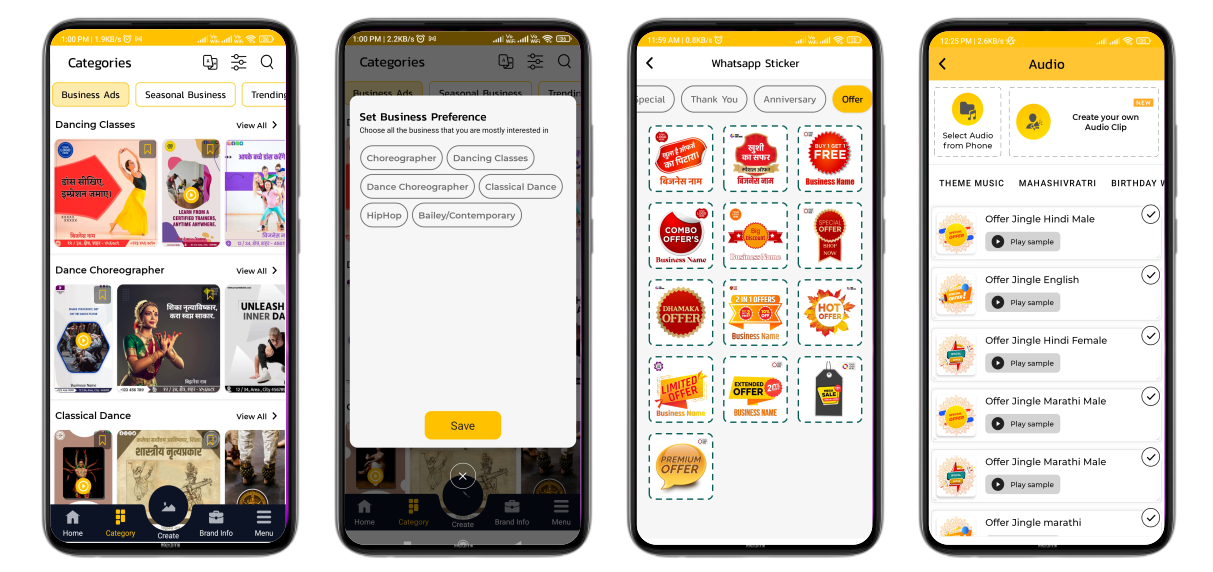 1:00 PM | 1.9KB/s
Categories
Business Ads
Seasonal Business
Trending
Dancing Classes
View All >
डास सीखिए,
इम्प्रेशन जमाए।
बिजनेस नाम
LEARN FROM A
CERTIFIED TRAINERS,
ANYTIME ANYWHERE.
आपके बच्चे डांस करेंगे
Dance Choreographer
View All >
Business Name
शिका नृत्याविष्कार,
करा स्वप्न साकार.
बिझनेस नाव
UNLEASH
INNER DA
Classical Dance
View All >
शास्त्रीय नृत्यप्रकार
Home
Category
Create
Brand Info
Menu
1:00 PM | 2.2KB/s
Categories
Business Ads
Seasonal Business
Trending
Set Business Preference
Choose all the business that you are mostly interested in
Choreographer
Dancing Classes
Dance Choreographer
Classical Dance
HipHop
Bailey/Contemporary
Save
Home
Category
Create
Brand Info
Menu
11:59 AM | 0.8KB/s
Whatsapp Sticker
Special
Thank You
Anniversary
Offer
खुला है ऑफर्स
का पिटारा!
बिजनेस नाम
खुशी
का सफर
स्पेशल ऑफर
बिजनेस नाम
BUY 1 GET 1
FREE
Business Name
COMBO
OFFER'S
Business Name
Big
Discount
Business Name
SPECIAL
OFFER
SHOP
NOW
DHAMAKA
OFFER
2 IN 1 OFFERS
Business Name
HOT
OFFER
LIMITED
OFFER
Business Name
EXTENDED
OFFER
BUSINESS NAME
MEGA
SALE
PREMIUM
OFFER
12:25 PM | 2.6KB/s
Audio
Select Audio
from Phone
NEW
Create your own
Audio Clip
THEME MUSIC
MAHASHIVRATRI
BIRTHDAY W
Offer Jingle Hindi Male
Play sample
Offer Jingle English
Play sample
Offer Jingle Hindi Female
Play sample
Offer Jingle Marathi Male
Play sample
Offer Jingle Marathi Male
Play sample
Offer Jingle marathi